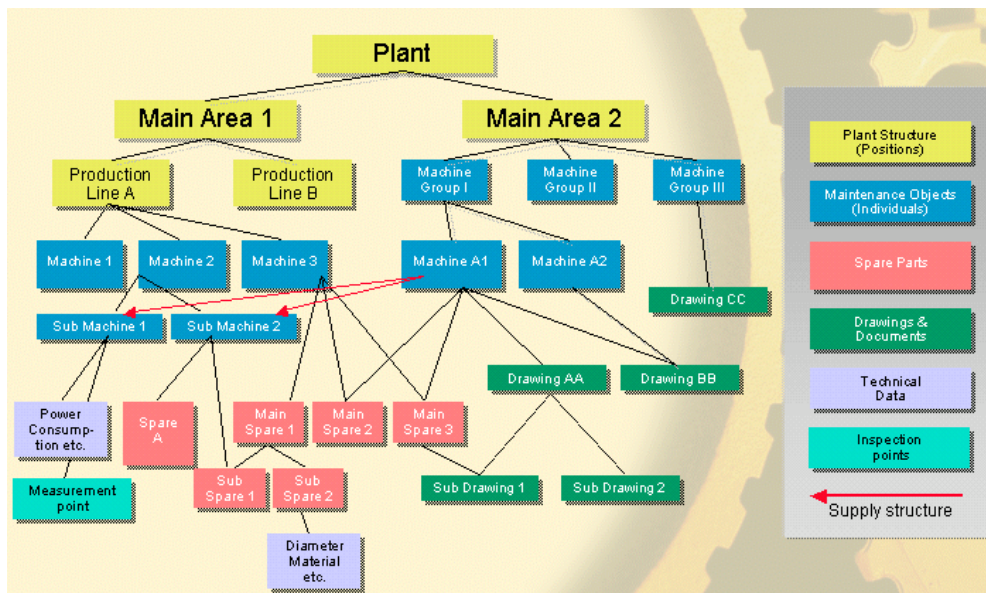 Plant
Main Area 1
Main Area 2
Production
Line A
Production
Line B
Machine
Group I
Machine
Group II
Machine
Group III
Machine 1
Machine 2
Machine 3
Machine A1
Machine A2
Drawing CC
Sub Machine 1
Sub Machine 2
Drawing AA
Drawing BB
Power
Consump-
tion etc.
Spare
A
Main
Spare 1
Main
Spare 2
Main
Spare 3
Measurement
point
Sub
Spare 1
Sub
Spare 2
Sub Drawing 1
Sub Drawing 2
Diameter
Material
etc.
Plant Structure
(Positions)
Maintenance Objects
(Individuals)
Spare Parts
Drawings &
Documents
Technical
Data
Inspection
points
Supply structure